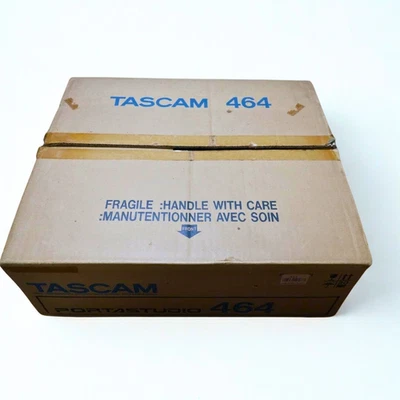 TASCAM 464
FRAGILE :HANDLE WITH CARE
:MANUTENTIONNER AVEC SOIN
FRONT
TASCAM
PORTASTUDIO 464